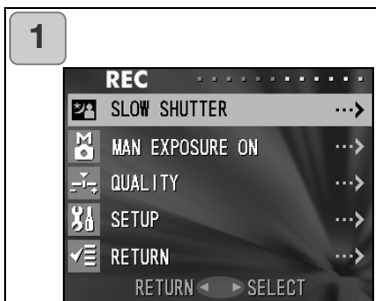 1
REC
SLOW SHUTTER
MAN EXPOSURE ON
QUALITY
SETUP
RETURN
RETURN SELECT